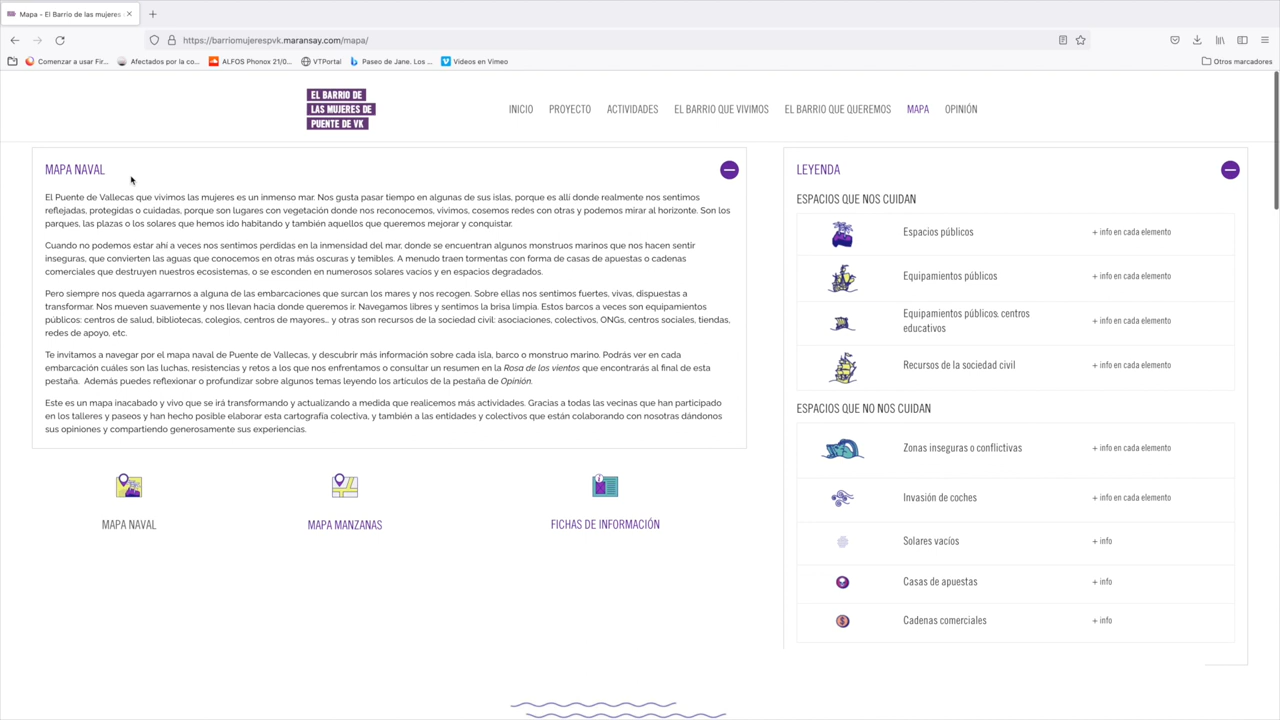 Mapa - El Barrio de las mujeres
https://barriomujerespvk.maransay.com/mapa/
Comenzar a usar Fir...
Afectados por la co...
ALFOS Phonox 21/0...
VTPortal
Paseo de Jane. Los ...
Videos en Vimeo
Otros marcadores
EL BARRIO DE
LAS MUJERES DE
PUENTE DE VK
INICIO
PROYECTO
ACTIVIDADES
EL BARRIO QUE VIVIMOS
EL BARRIO QUE QUEREMOS
MAPA
OPINIÓN
MAPA NAVAL
El Puente de Vallecas que vivimos las mujeres es un inmenso mar. Nos gusta pasar tiempo en algunas de sus islas, porque es allí donde realmente nos sentimos
reflejadas, protegidas o cuidadas, porque son lugares con vegetación donde nos reconocemos, vivimos, cosemos redes con otras y podemos mirar al horizonte. Son los
parques, las plazas o los solares que hemos ido habitando y también aquellos que queremos mejorar y conquistar.
Cuando no podemos estar ahí a veces nos sentimos perdidas en la inmensidad del mar, donde se encuentran algunos monstruos marinos que nos hacen sentir
inseguras, que convierten las aguas que conocemos en otras más oscuras y temibles. A menudo traen tormentas con forma de casas de apuestas o cadenas
comerciales que destruyen nuestros ecosistemas, o se esconden en numerosos solares vacíos y en espacios degradados.
Pero siempre nos queda agarrarnos a alguna de las embarcaciones que surcan los mares y nos recogen. Sobre ellas nos sentimos fuertes, vivas, dispuestas a
transformar. Nos mueven suavemente y nos llevan hacia donde queremos ir. Navegamos libres y sentimos la brisa limpia. Estos barcos a veces son equipamientos
públicos: centros de salud, bibliotecas, colegios, centros de mayores… y otras son recursos de la sociedad civil: asociaciones, colectivos, ONGs, centros sociales, tiendas,
redes de apoyo, etc.
Te invitamos a navegar por el mapa naval de Puente de Vallecas, y descubrir más información sobre cada isla, barco o monstruo marino. Podrás ver en cada
embarcación cuáles son las luchas, resistencias y retos a los que nos enfrentamos o consultar un resumen en la Rosa de los vientos que encontrarás al final de esta
pestaña. Además puedes reflexionar o profundizar sobre algunos temas leyendo los artículos de la pestaña de Opinión.
Este es un mapa inacabado y vivo que se irá transformando y actualizando a medida que realicemos más actividades. Gracias a todas las vecinas que han participado
en los talleres y paseos y han hecho posible elaborar esta cartografía colectiva, y también a las entidades y colectivos que están colaborando con nosotras dándonos
sus opiniones y compartiendo generosamente sus experiencias.
MAPA NAVAL
MAPA MANZANAS
FICHAS DE INFORMACIÓN
LEYENDA
ESPACIOS QUE NOS CUIDAN
Espacios públicos + info en cada elemento
Equipamientos públicos + info en cada elemento
Equipamientos públicos: centros
educativos + info en cada elemento
Recursos de la sociedad civil + info en cada elemento
ESPACIOS QUE NO NOS CUIDAN
Zonas inseguras o conflictivas + info en cada elemento
Invasión de coches + info en cada elemento
Solares vacíos + info
Casas de apuestas + info
Cadenas comerciales + info